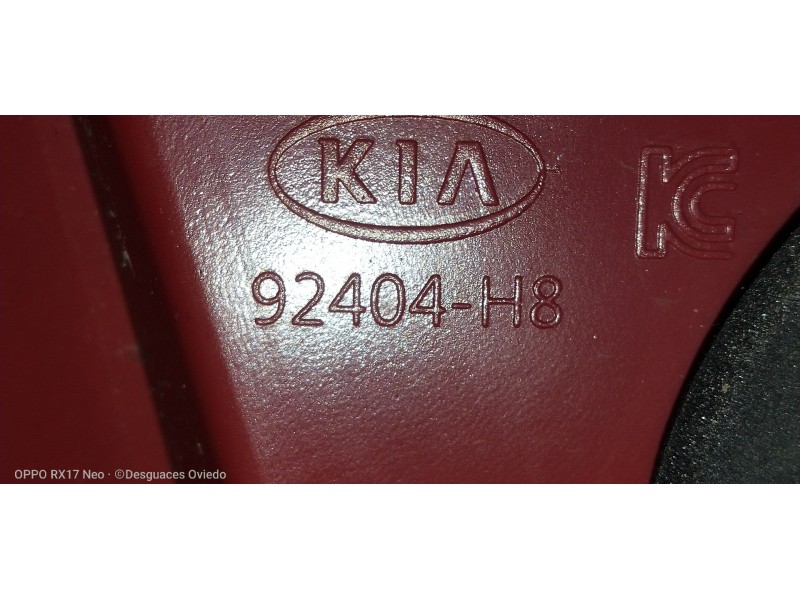 KIA
KC
92404-H8
OPPO RX17 Neo · ©Desguaces Oviedo